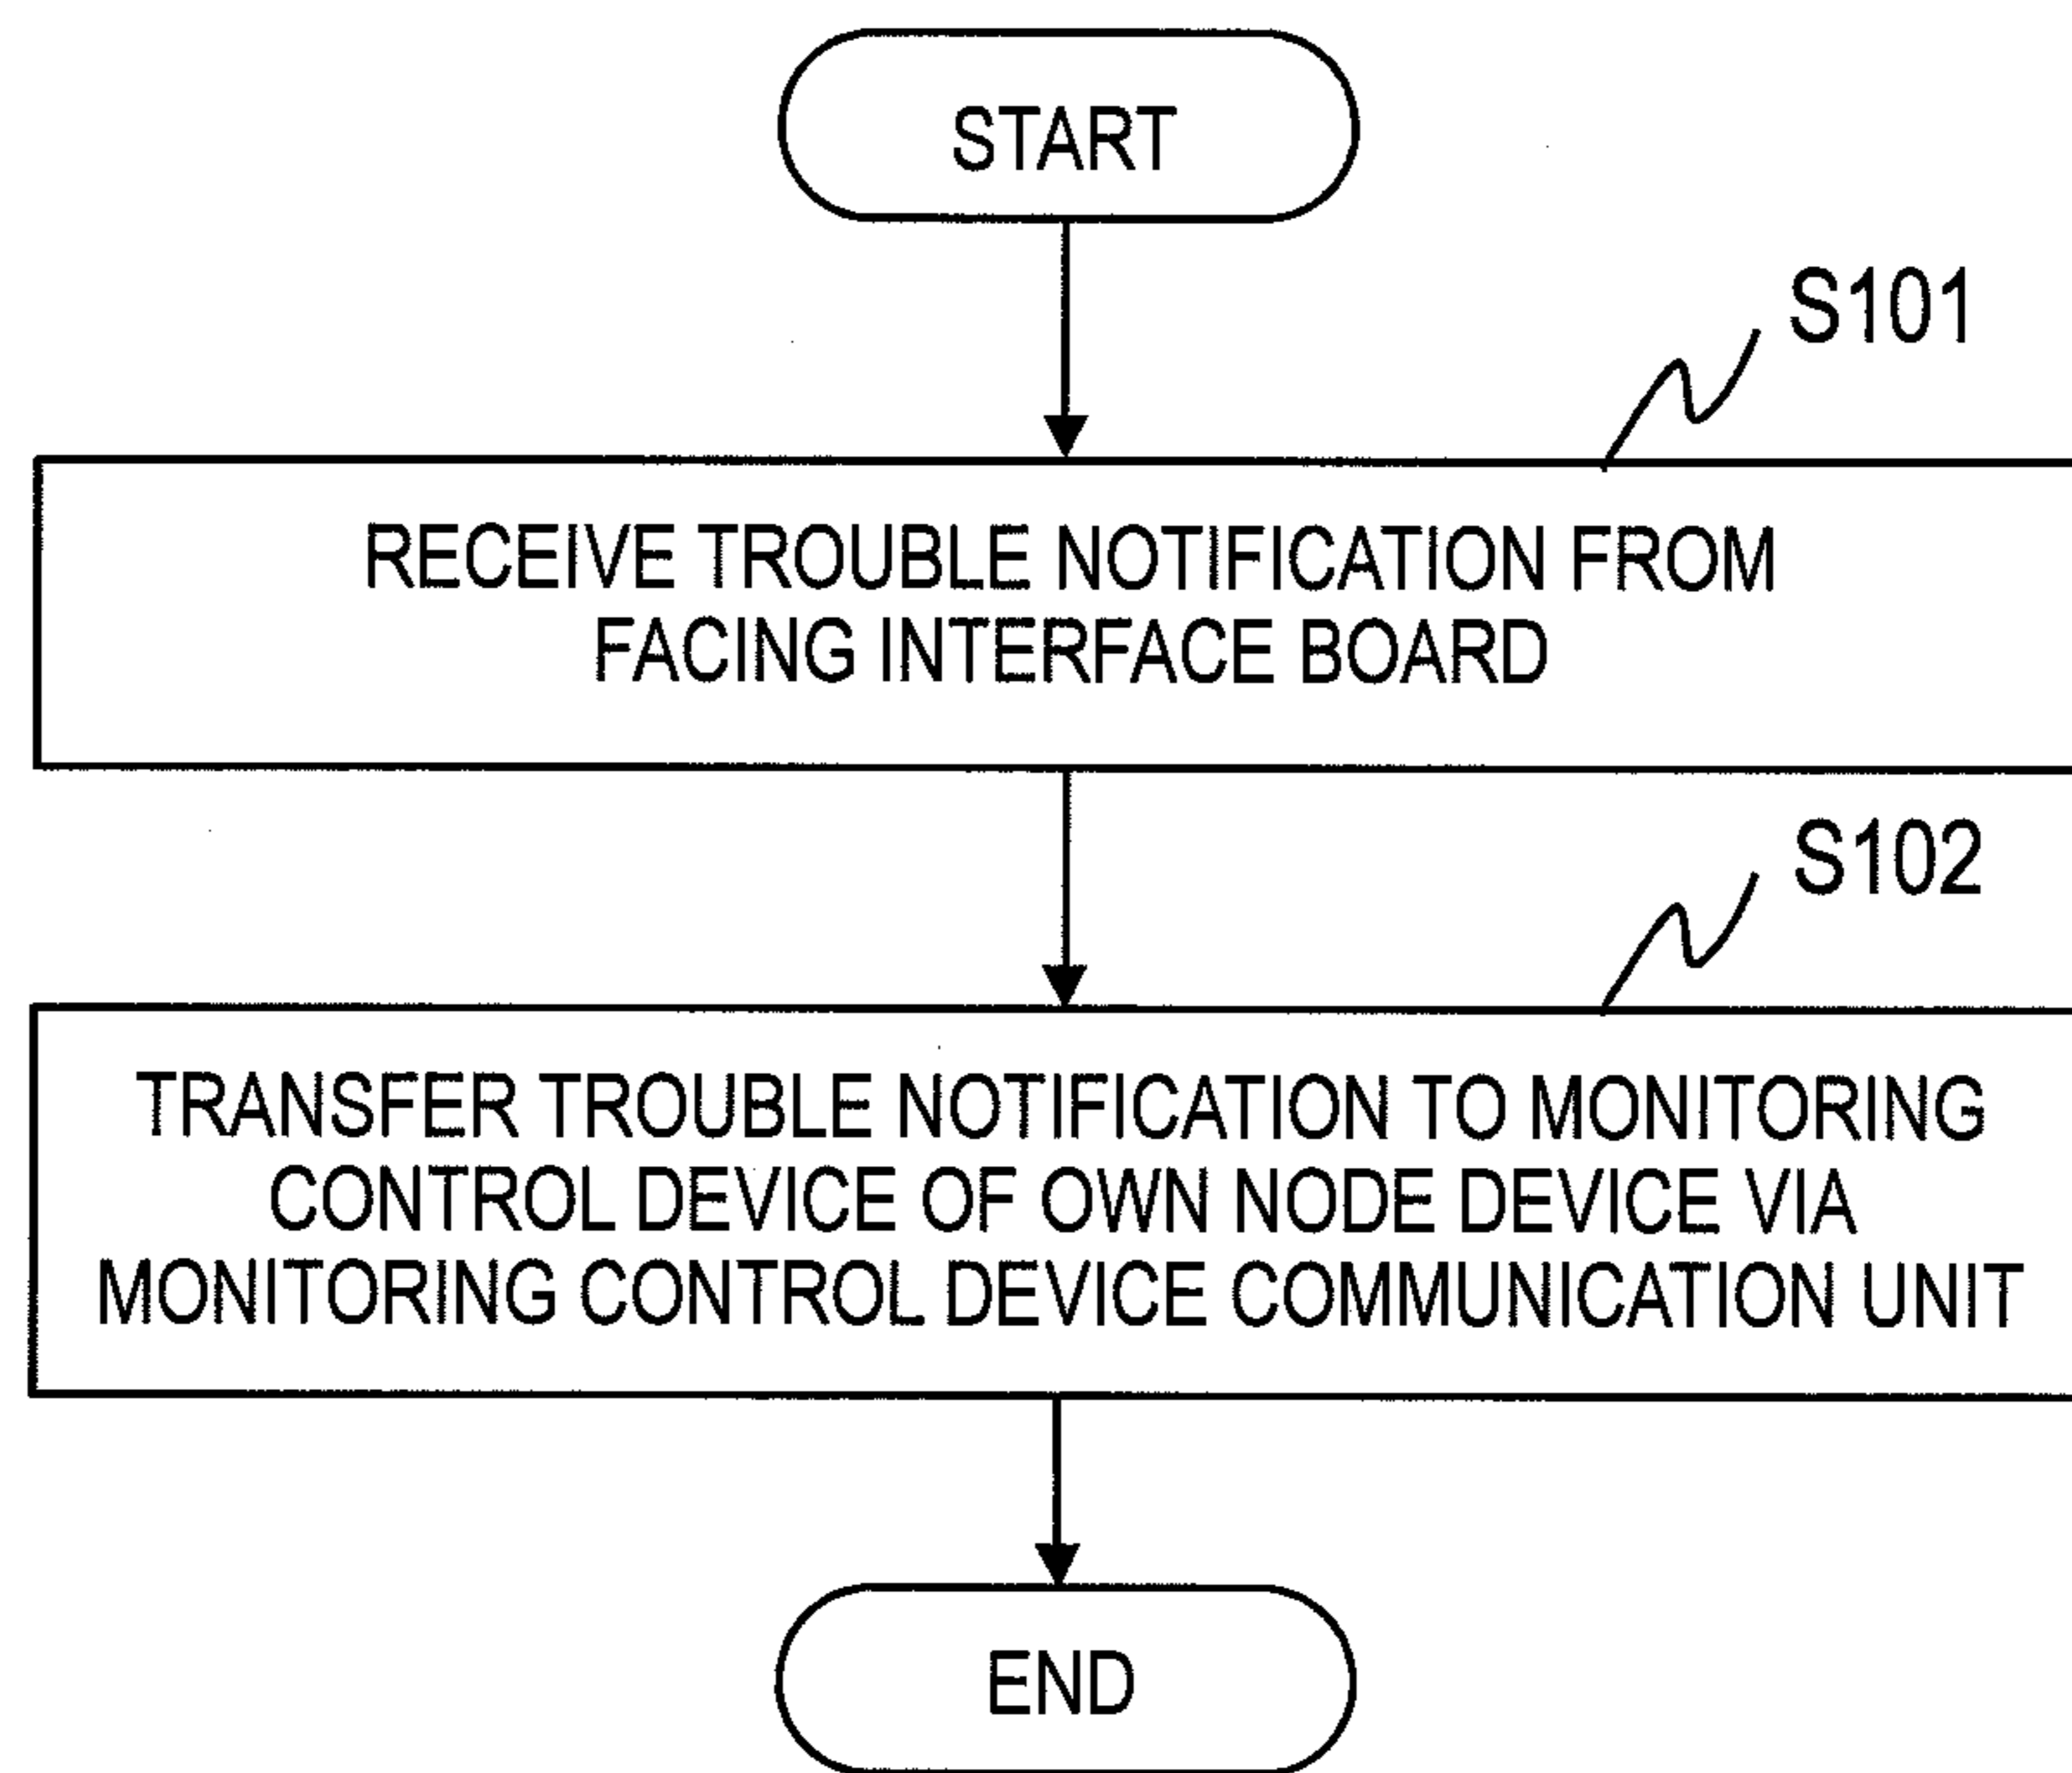 START
S101
RECEIVE TROUBLE NOTIFICATION FROM
FACING INTERFACE BOARD
S102
TRANSFER TROUBLE NOTIFICATION TO MONITORING
CONTROL DEVICE OF OWN NODE DEVICE VIA
MONITORING CONTROL DEVICE COMMUNICATION UNIT
END